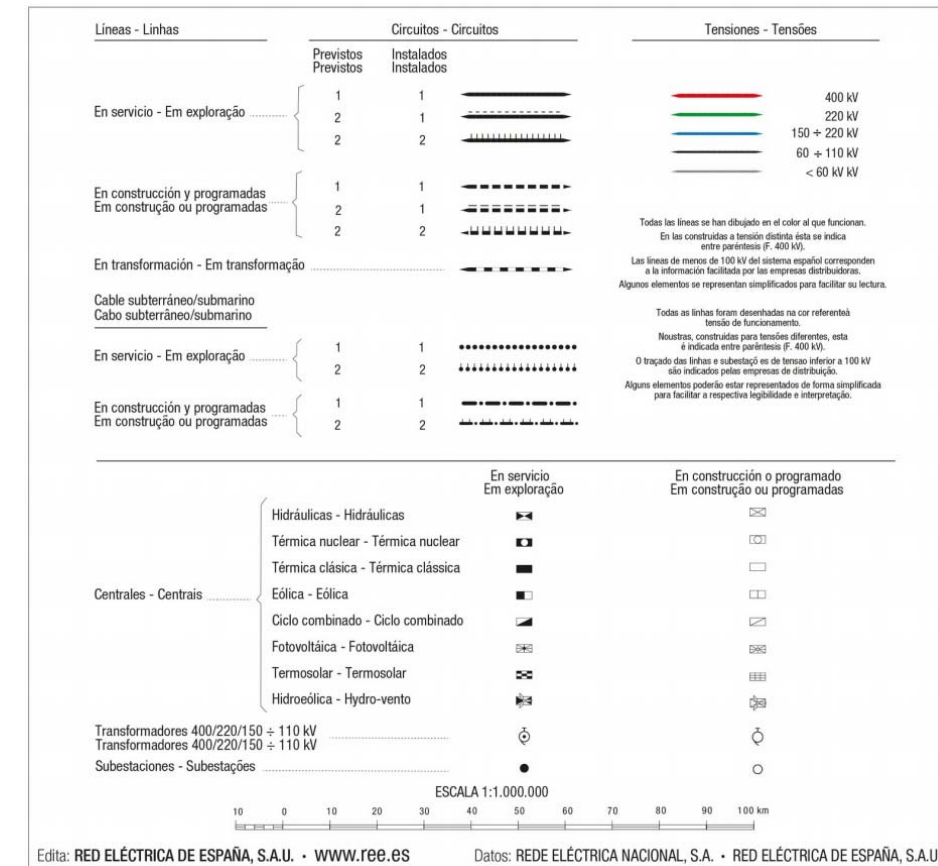 Líneas - Linhas
Circuitos - Circuitos
Previstos Instalados
Previstos Instalados
En servicio - Em exploração
1 1
2 1
2 2
En construcción y programadas
Em construção ou programadas
1 1
2 1
2 2
En transformación - Em transformação
Cable subterráneo/submarino
Cabo subterrâneo/submarino
En servicio - Em exploração
1 1
2 2
En construcción y programadas
Em construção ou programadas
1 1
2 2
Tensiones - Tensões
400 kV
220 kV
150 ÷ 220 kV
60 ÷ 110 kV
< 60 kV kV
Todas las líneas se han dibujado en el color al que funcionan.
En las construidas a tensión distinta ésta se indica
entre paréntesis (F. 400 kV).
Las líneas de menos de 100 kV del sistema español corresponden
a la información facilitada por las empresas distribuidoras.
Algunos elementos se representan simplificados para facilitar su lectura.
Todas as linhas foram desenhadas na cor referenteà
tensão de funcionamento.
Noustras, construidas para tensões diferentes, esta
é indicada entre parêntesis (F. 400 kV).
O traçado das linhas e subestaçõ es de tensao inferior a 100 kV
são indicados pelas empresas de distribuição.
Alguns elementos poderão estar representados de forma simplificada
para facilitar a respectiva legibilidade e interpretação.
En servicio
Em exploração
En construcción o programado
Em construção ou programadas
Centrales - Centrais
Hidráulicas - Hidráulicas
Térmica nuclear - Térmica nuclear
Térmica clásica - Térmica clássica
Eólica - Eólica
Ciclo combinado - Ciclo combinado
Fotovoltáica - Fotovoltáica
Termosolar - Termosolar
Hidroeólica - Hydro-vento
Transformadores 400/220/150 ÷ 110 kV
Transformadores 400/220/150 ÷ 110 kV
Subestaciones - Subestações
ESCALA 1:1.000.000
10 0 10 20 30 40 50 60 70 80 90 100 km
Edita: RED ELÉCTRICA DE ESPAÑA, S.A.U. • www.ree.es
Datos: REDE ELÉCTRICA NACIONAL, S.A. • RED ELÉCTRICA DE ESPAÑA, S.A.U.